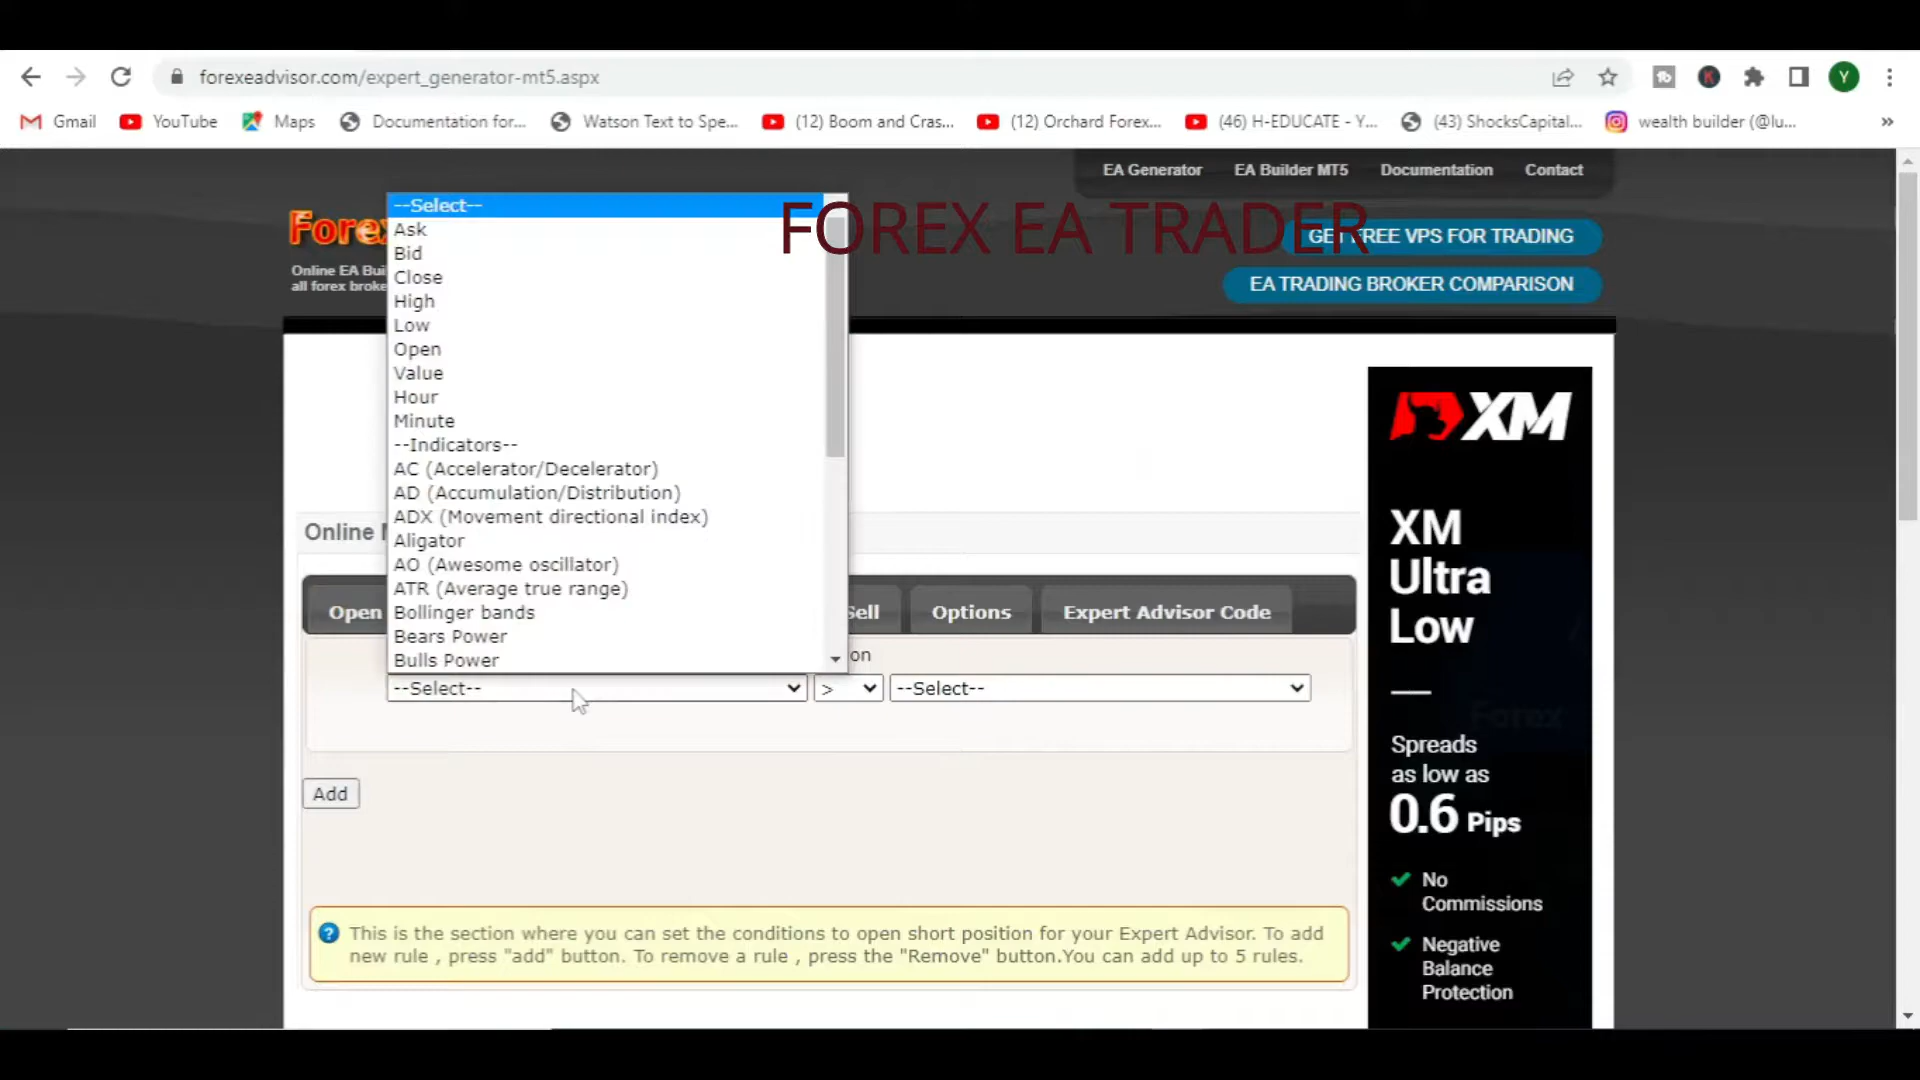 forexeadvisor.com/expert_generator-mt5.aspx
Y
Gmail
YouTube
Maps
Documentation for...
Watson Text to Spe...
(12) Boom and Cras...
(12) Orchard Forex...
(46) H-EDUCATE - Y...
(43) ShocksCapital...
wealth builder (@lu...
»
EA Generator
EA Builder MT5
Documentation
Contact
Forex
Online EA Bui
all forex broke
FOREX EA TRADER
GET FREE VPS FOR TRADING
EA TRADING BROKER COMPARISON
--Select--
Ask
Bid
Close
High
Low
Open
Value
Hour
Minute
--Indicators--
AC (Accelerator/Decelerator)
AD (Accumulation/Distribution)
ADX (Movement directional index)
Aligator
AO (Awesome oscillator)
ATR (Average true range)
Bollinger bands
Bears Power
Bulls Power
Online
Open
Sell
Options
Expert Advisor Code
on
--Select--
>
--Select--
Add
This is the section where you can set the conditions to open short position for your Expert Advisor. To add
new rule , press "add" button. To remove a rule , press the "Remove" button.You can add up to 5 rules.
XM
XM
Ultra
Low
Forex
Spreads
as low as
0.6 Pips
No
Commissions
Negative
Balance
Protection